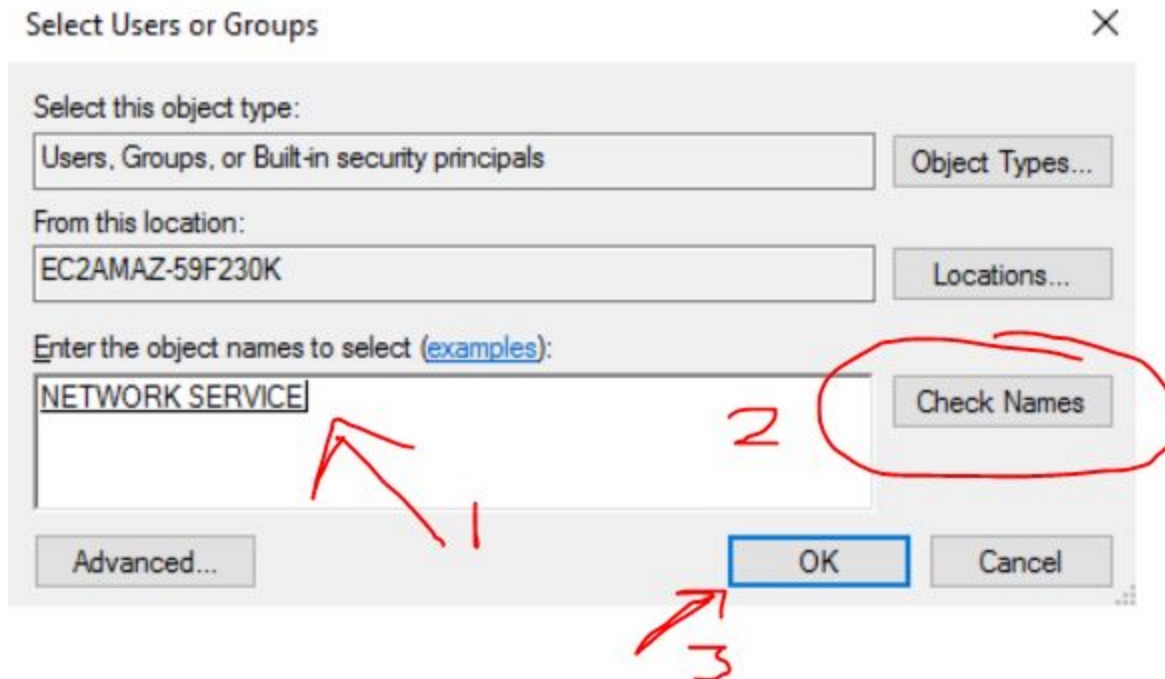 Select Users or Groups
Select this object type:
Users, Groups, or Built-in security principals
Object Types...
From this location:
EC2AMAZ-59F230K
Locations...
Enter the object names to select (examples):
NETWORK SERVICE
Check Names
2
1
Advanced...
OK
Cancel
3